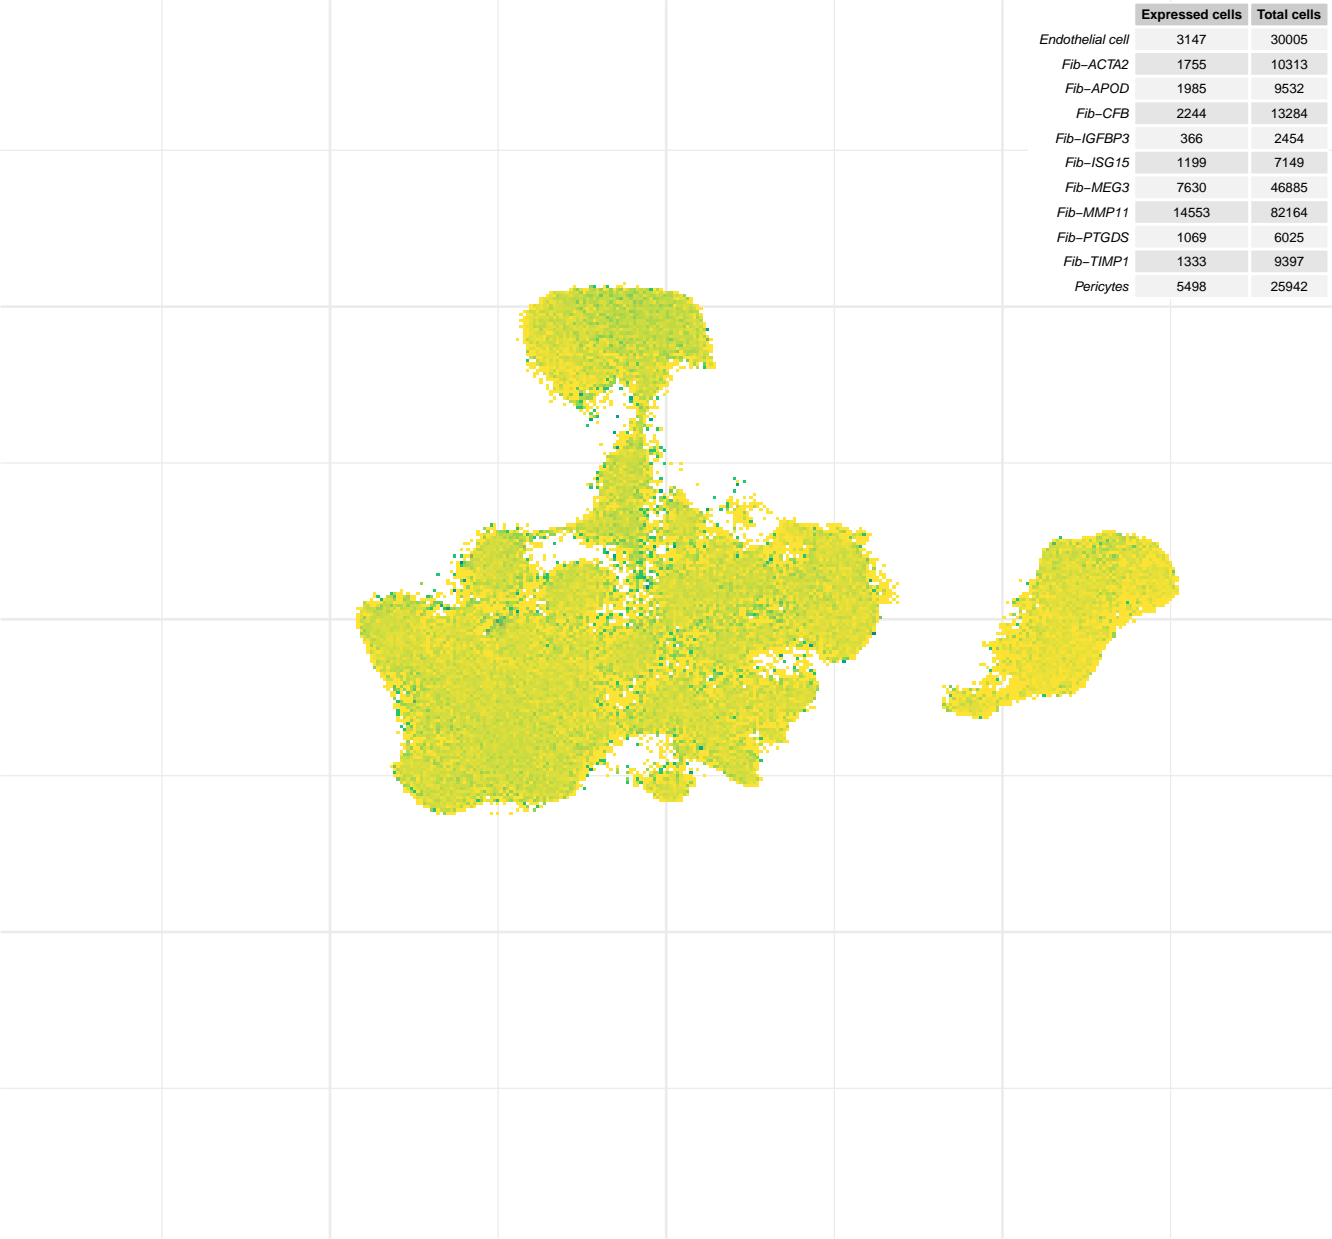 Expressed cells Total cells
Endothelial cell 3147 30005
Fib−ACTA2 1755 10313
Fib−APOD 1985 9532
Fib−CFB 2244 13284
Fib−IGFBP3 366 2454
Fib−ISG15 1199 7149
Fib−MEG3 7630 46885
Fib−MMP11 14553 82164
Fib−PTGDS 1069 6025
Fib−TIMP1 1333 9397
Pericytes 5498 25942